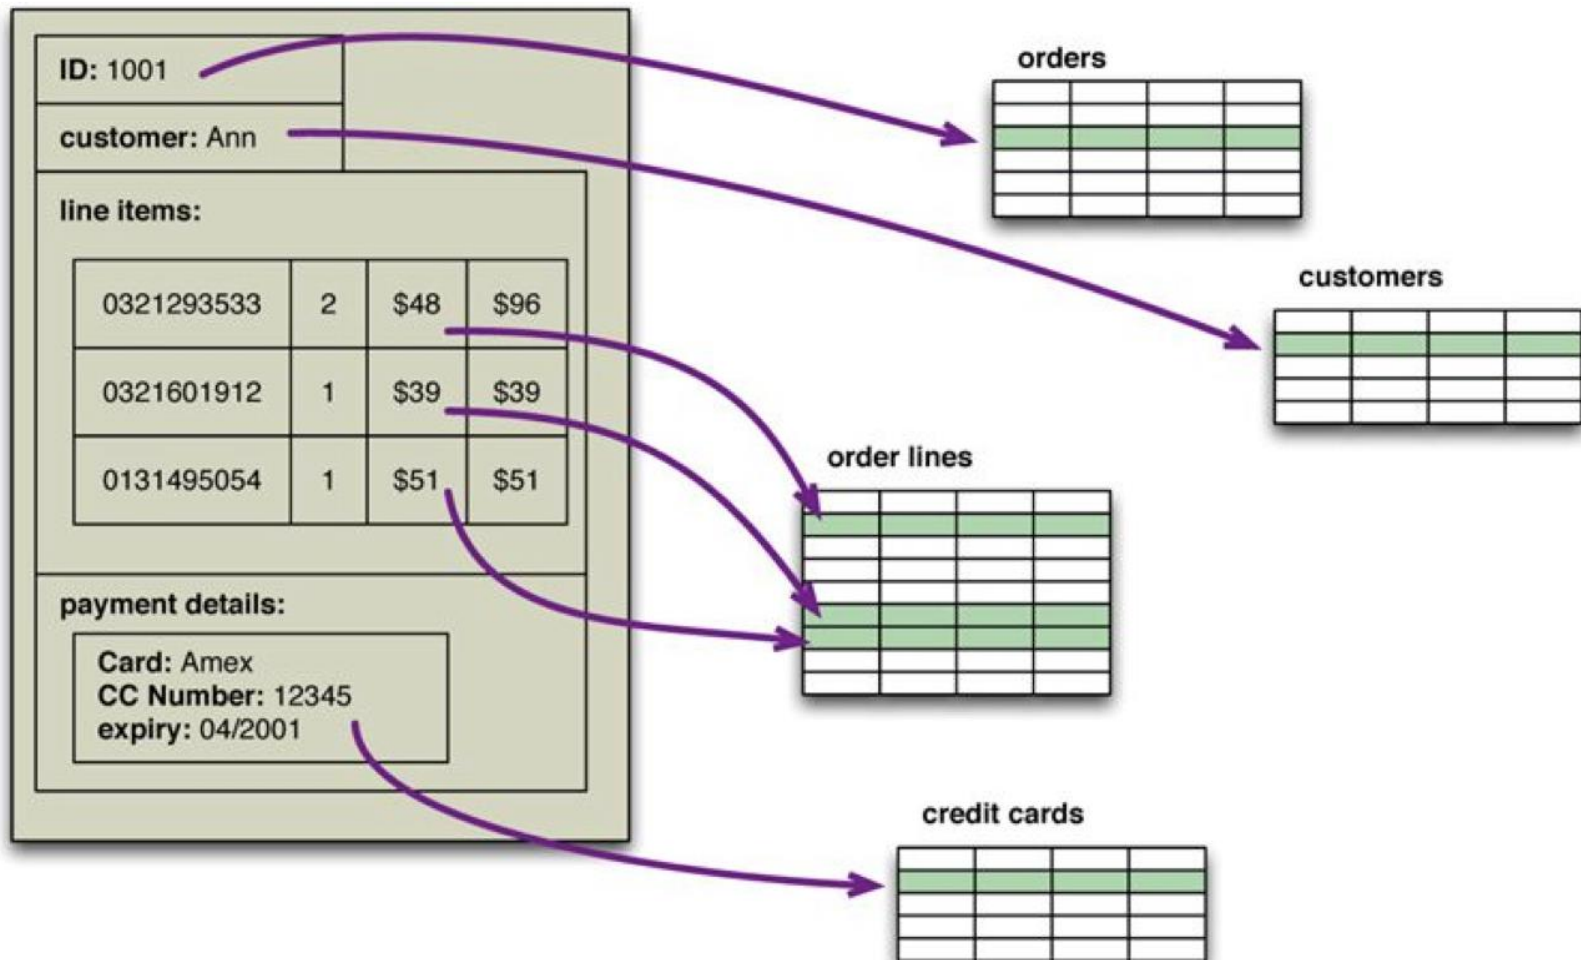 ID: 1001
customer: Ann
line items:
0321293533 2 $48 $96
0321601912 1 $39 $39
0131495054 1 $51 $51
payment details:
Card: Amex
CC Number: 12345
expiry: 04/2001
orders
customers
order lines
credit cards